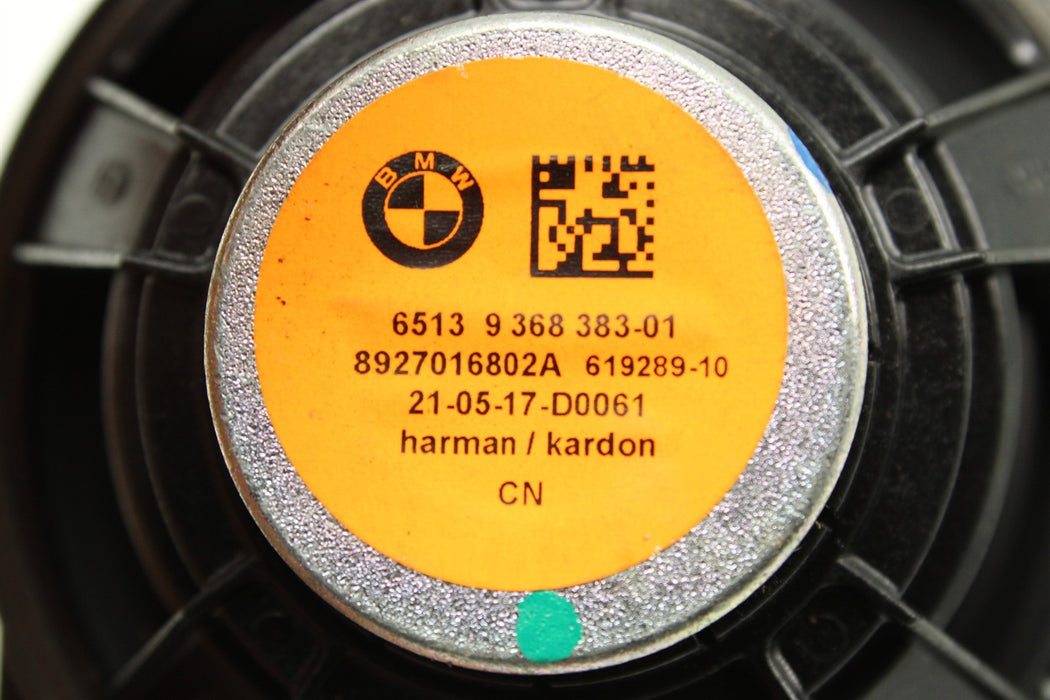 BMW
6513 9 368 383-01
8927016802A 619289-10
21-05-17-D0061
harman / kardon
CN